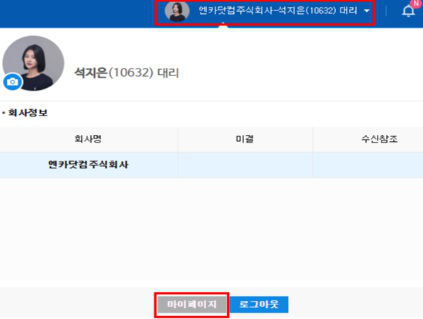 엔카닷컴주식회사-석지은(10632) 대리
N
석지은(10632) 대리
• 회사정보
회사명 미결 수신참조
엔카닷컴주식회사
마이페이지 로그아웃